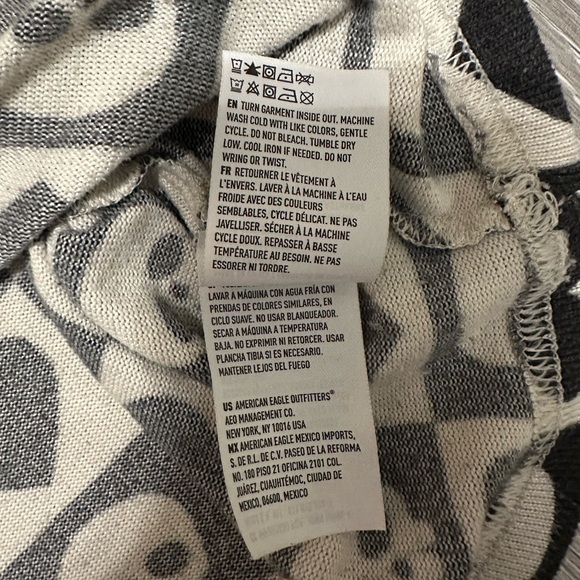 EN TURN GARMENT INSIDE OUT. MACHINE
WASH COLD WITH LIKE COLORS, GENTLE
CYCLE. DO NOT BLEACH. TUMBLE DRY
LOW. COOL IRON IF NEEDED. DO NOT
WRING OR TWIST.
FR RETOURNER LE VÊTEMENT À
L'ENVERS. LAVER À LA MACHINE À L'EAU
FROIDE AVEC DES COULEURS
SEMBLABLES, CYCLE DÉLICAT. NE PAS
JAVELLISER. SÉCHER À LA MACHINE
CYCLE DOUX. REPASSER À BASSE
TEMPÉRATURE AU BESOIN. NE PAS
ESSORER NI TORDRE.
LAVAR A MÁQUINA CON AGUA FRÍA CON
PRENDAS DE COLORES SIMILARES, EN
CICLO SUAVE. NO USAR BLANQUEADOR.
SECAR A MÁQUINA A TEMPERATURA
BAJA, NO EXPRIMIR NI RETORCER. USAR
PLANCHA TIBIA SI ES NECESARIO.
MANTENER LEJOS DEL FUEGO
US AMERICAN EAGLE OUTFITTERS®
AEO MANAGEMENT CO.
NEW YORK, NY 10016 USA
MX AMERICAN EAGLE MEXICO IMPORTS,
S. DE R.L. DE C.V. PASEO DE LA REFORMA
NO. 180 PISO 21 OFICINA 2101 COL.
JUÁREZ, CUAUHTÉMOC, CIUDAD DE
MÉXICO, 06600, MEXICO